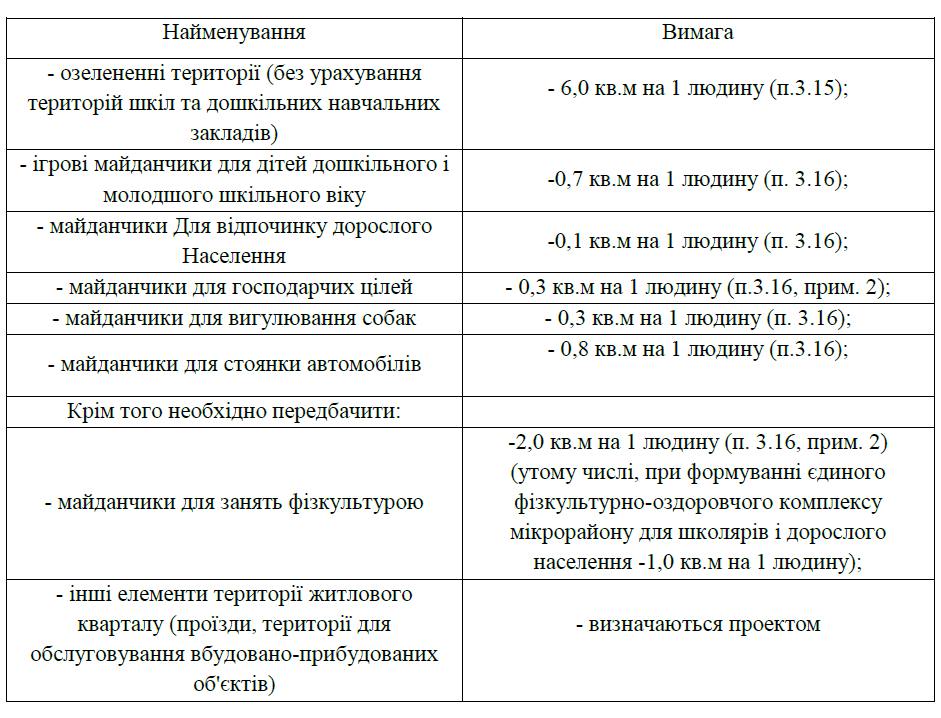 Найменування
Вимага
- озелененні території (без урахування
територій шкіл та дошкільних навчальних
закладів)
- 6,0 кв.м на 1 людину (п.3.15);
- ігрові майданчики для дітей дошкільного і
молодшого шкільного віку
-0,7 кв.м на 1 людину (п. 3.16);
- майданчики Для відпочинку дорослого
Населення
-0,1 кв.м на 1 людину (п. 3.16);
- майданчики для господарчих цілей
- 0,3 кв.м на 1 людину (п.3.16, прим. 2);
- майданчики для вигулювання собак
- 0,3 кв.м на 1 людину (п. 3.16);
- майданчики для стоянки автомобілів
- 0,8 кв.м на 1 людину (п.3.16);
Крім того необхідно передбачити:
- майданчики для занять фізкультурою
-2,0 кв.м на 1 людину (п. 3.16, прим. 2)
(утому числі, при формуванні єдиного
фізкультурно-оздоровчого комплексу
мікрорайону для школярів і дорослого
населення -1,0 кв.м на 1 людину);
- інші елементи території житлового
кварталу (проїзди, території для
обслуговування вбудовано-прибудованих
об'єктів)
- визначаються проектом